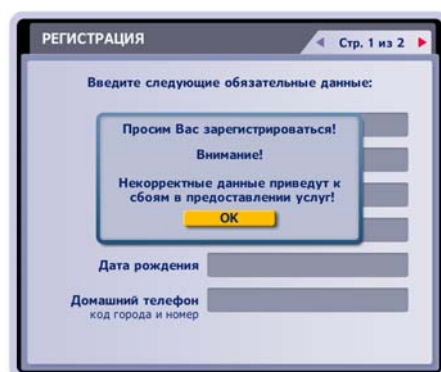 РЕГИСТРАЦИЯ
Стр. 1 из 2
Введите следующие обязательные данные:
Просим Вас зарегистрироваться!
Внимание!
Некорректные данные приведут к
сбоям в предоставлении услуг!
OK
Дата рождения
Домашний телефон
код города и номер